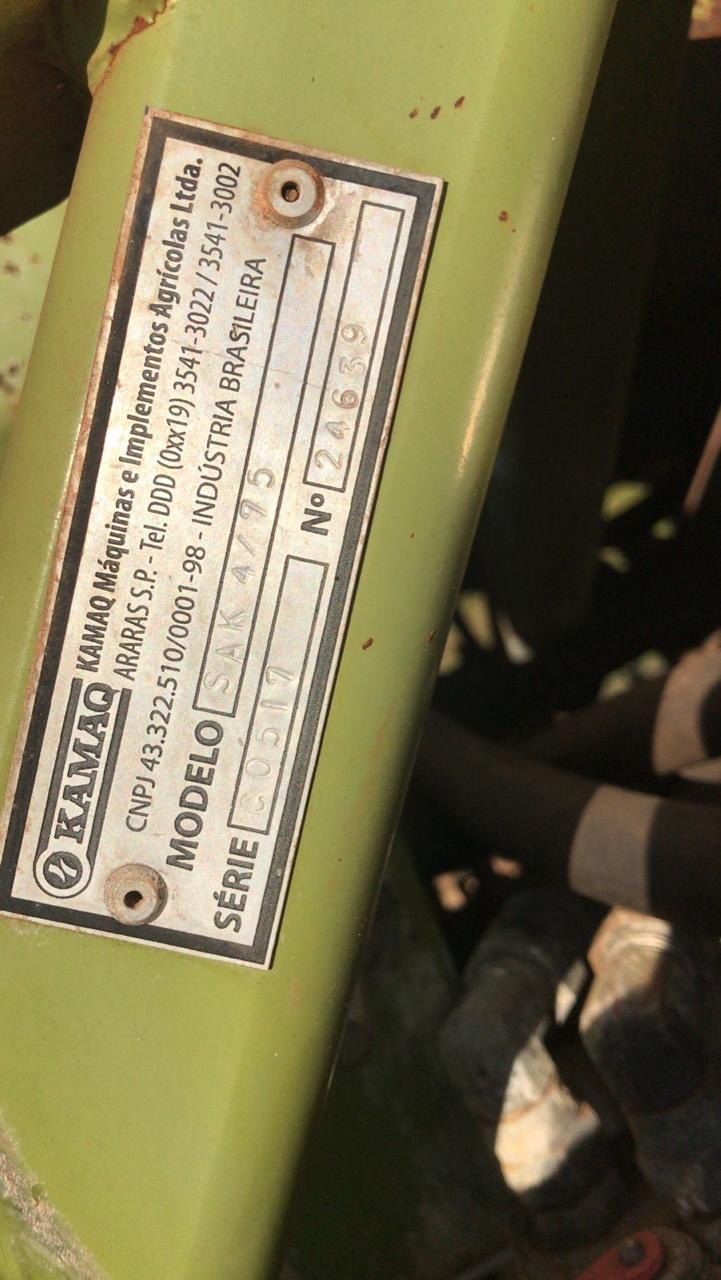 KAMAQ
KAMAQ Máquinas e Implementos Agrícolas Ltda.
ARARAS S.P. - Tel. DDD (0xx19) 3541-3022 / 3541-3002
CNPJ 43.322.510/0001-98 - INDÚSTRIA BRASILEIRA
MODELO SAK 4/75
SÉRIE C0517 Nº 24639